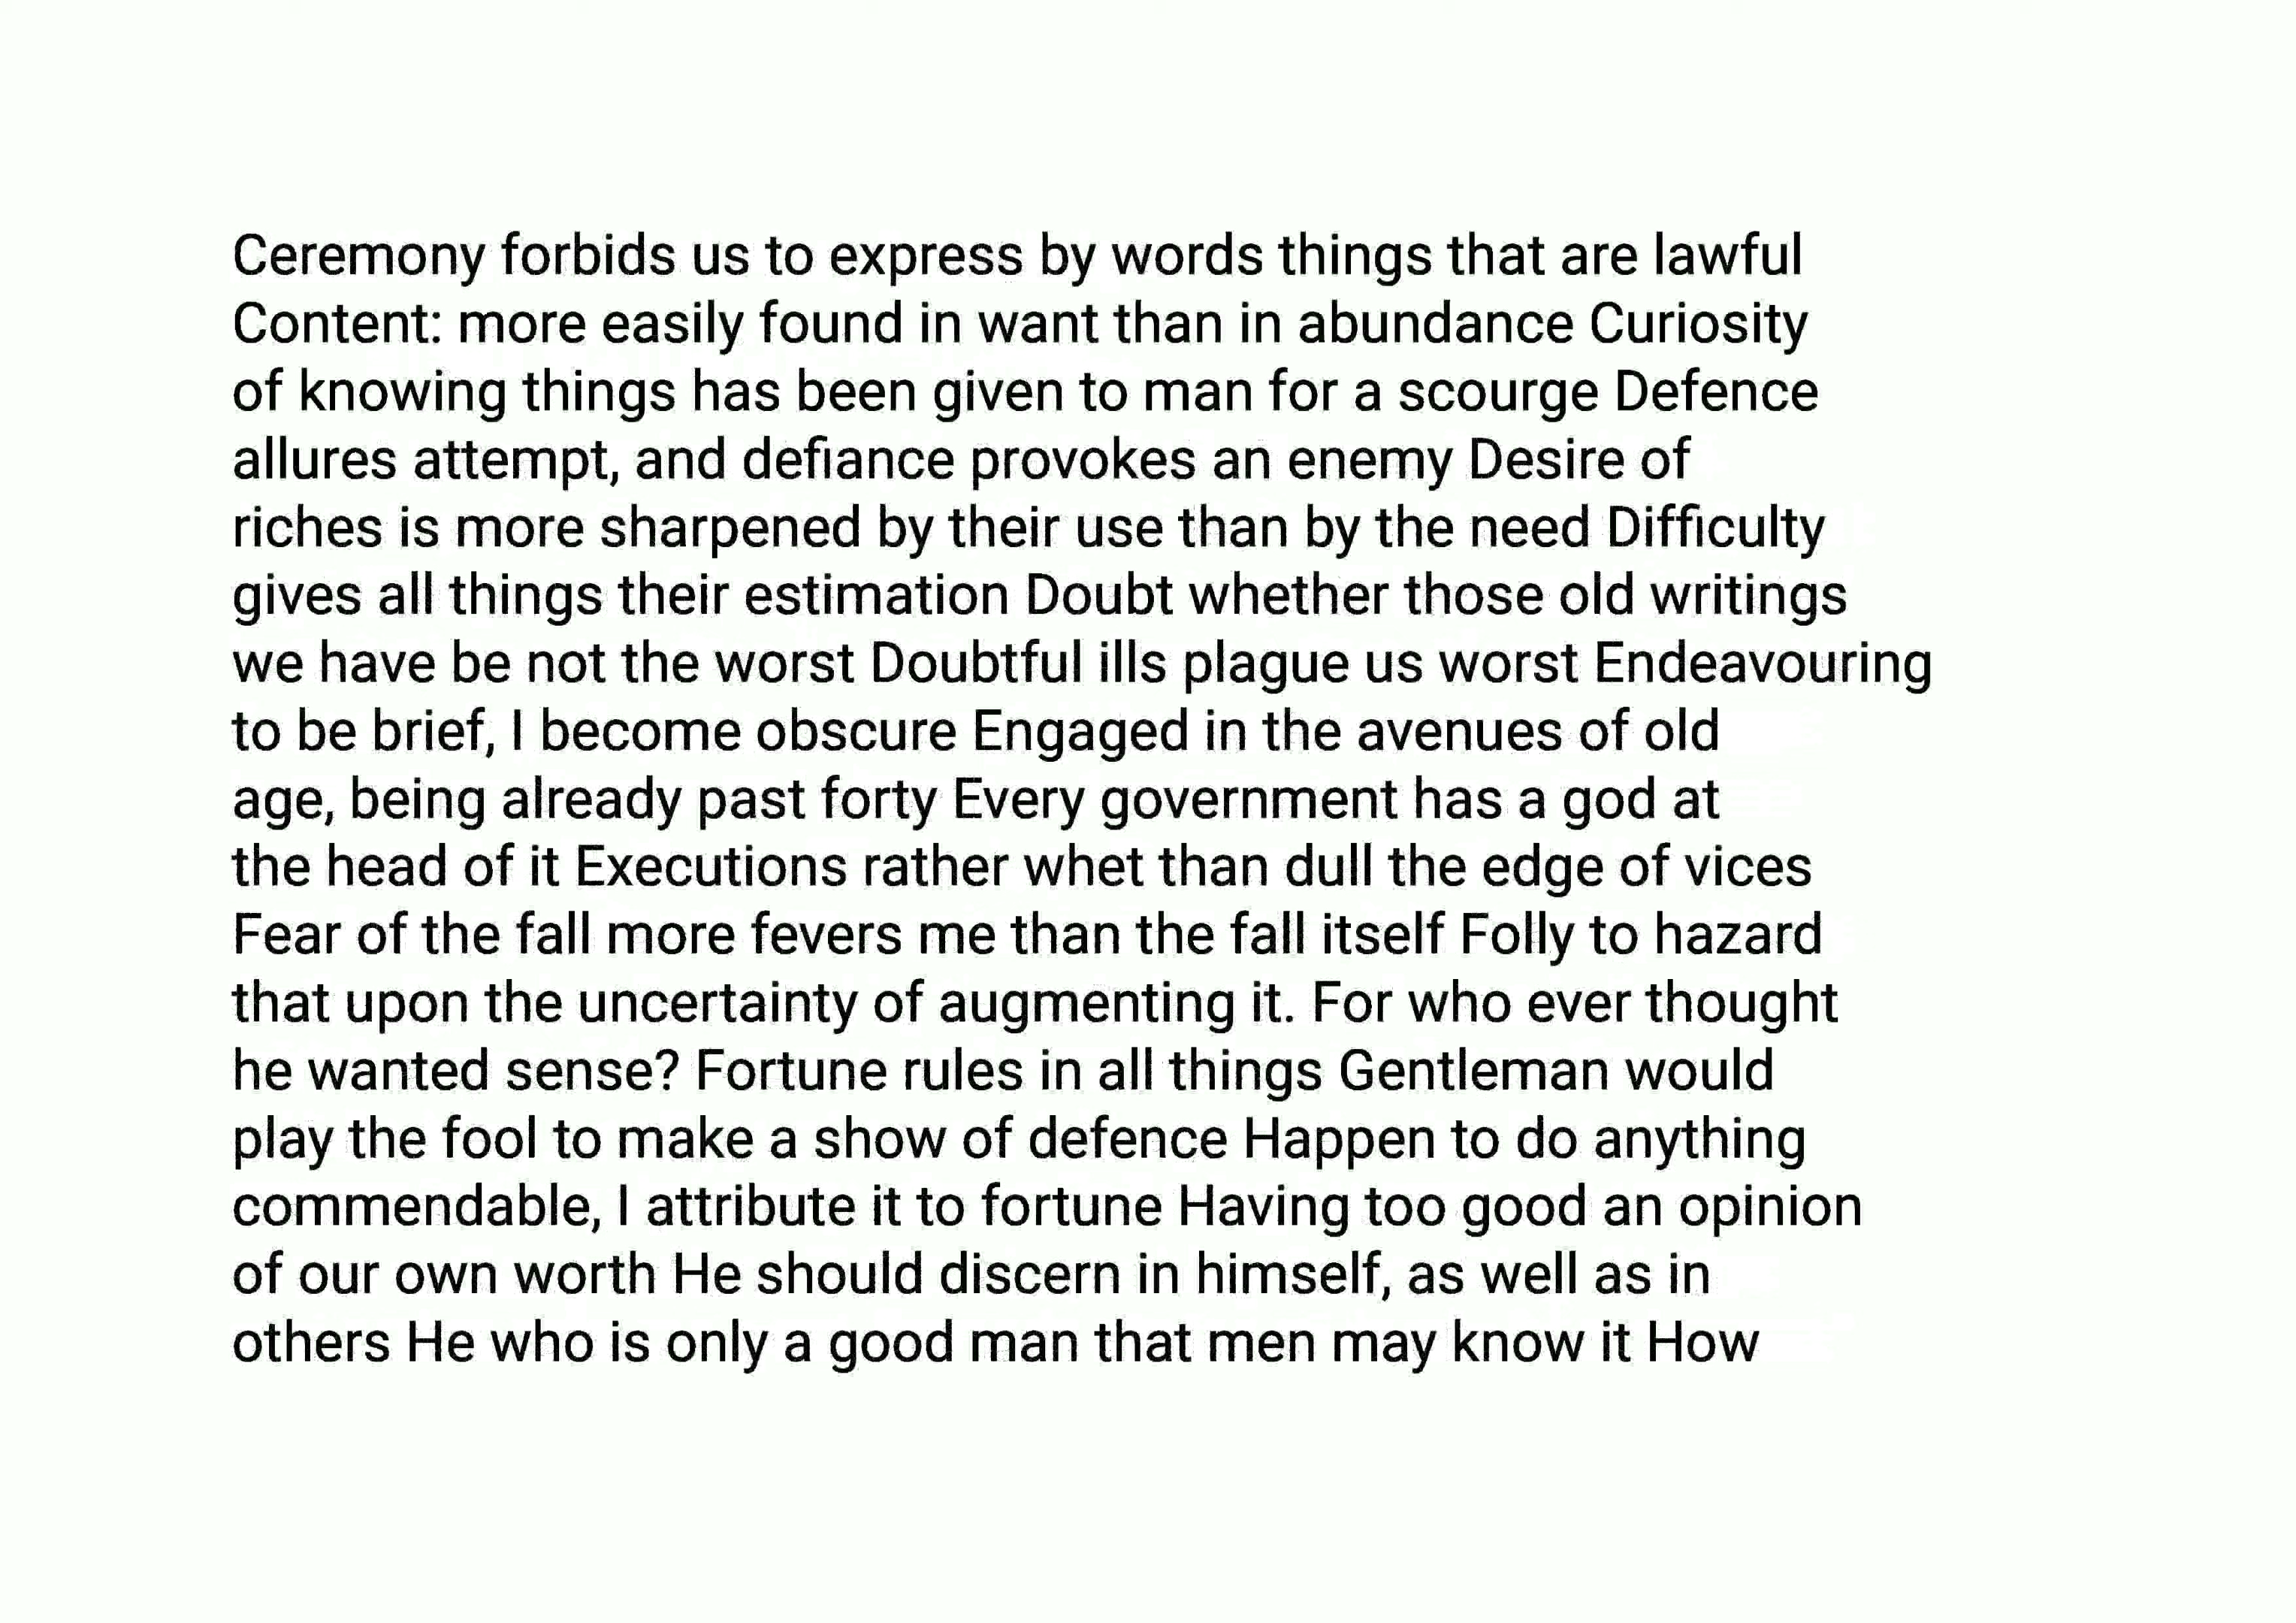 Ceremony forbids us to express by words things that are lawful
Content: more easily found in want than in abundance Curiosity
of knowing things has been given to man for a scourge Defence
allures attempt, and defiance provokes an enemy Desire of
riches is more sharpened by their use than by the need Difficulty
gives all things their estimation Doubt whether those old writings
we have be not the worst Doubtful ills plague us worst Endeavouring
to be brief, I become obscure Engaged in the avenues of old
age, being already past forty Every government has a god at
the head of it Executions rather whet than dull the edge of vices
Fear of the fall more fevers me than the fall itself Folly to hazard
that upon the uncertainty of augmenting it. For who ever thought
he wanted sense? Fortune rules in all things Gentleman would
play the fool to make a show of defence Happen to do anything
commendable, I attribute it to fortune Having too good an opinion
of our own worth He should discern in himself, as well as in
others He who is only a good man that men may know it How